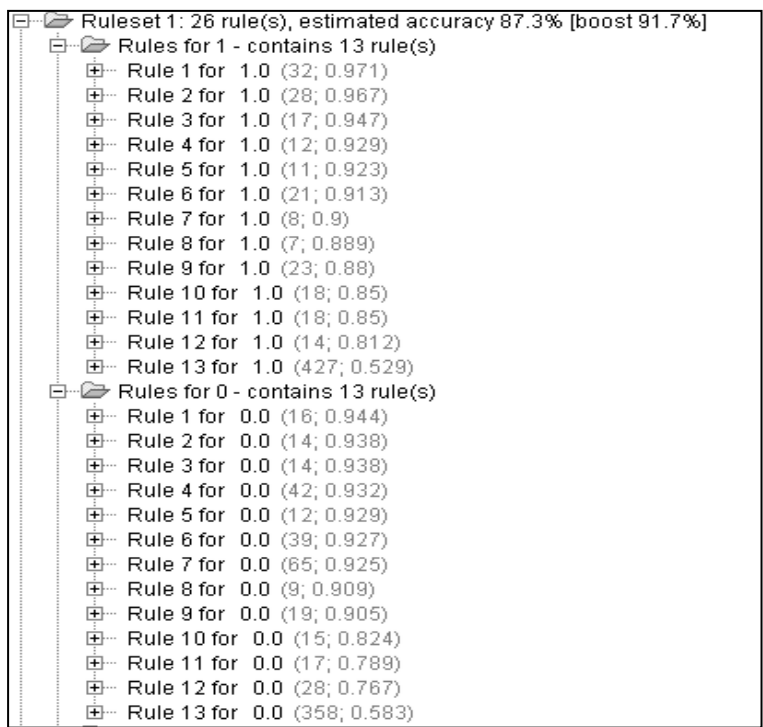 Ruleset 1: 26 rule(s), estimated accuracy 87.3% [boost 91.7%]
Rules for 1 - contains 13 rule(s)
Rule 1 for 1.0 (32; 0.971)
Rule 2 for 1.0 (28; 0.967)
Rule 3 for 1.0 (17; 0.947)
Rule 4 for 1.0 (12; 0.929)
Rule 5 for 1.0 (11; 0.923)
Rule 6 for 1.0 (21; 0.913)
Rule 7 for 1.0 (8; 0.9)
Rule 8 for 1.0 (7; 0.889)
Rule 9 for 1.0 (23; 0.88)
Rule 10 for 1.0 (18; 0.85)
Rule 11 for 1.0 (18; 0.85)
Rule 12 for 1.0 (14; 0.812)
Rule 13 for 1.0 (427; 0.529)
Rules for 0 - contains 13 rule(s)
Rule 1 for 0.0 (16; 0.944)
Rule 2 for 0.0 (14; 0.938)
Rule 3 for 0.0 (14; 0.938)
Rule 4 for 0.0 (42; 0.932)
Rule 5 for 0.0 (12; 0.929)
Rule 6 for 0.0 (39; 0.927)
Rule 7 for 0.0 (65; 0.925)
Rule 8 for 0.0 (9; 0.909)
Rule 9 for 0.0 (19; 0.905)
Rule 10 for 0.0 (15; 0.824)
Rule 11 for 0.0 (17; 0.789)
Rule 12 for 0.0 (28; 0.767)
Rule 13 for 0.0 (358; 0.583)